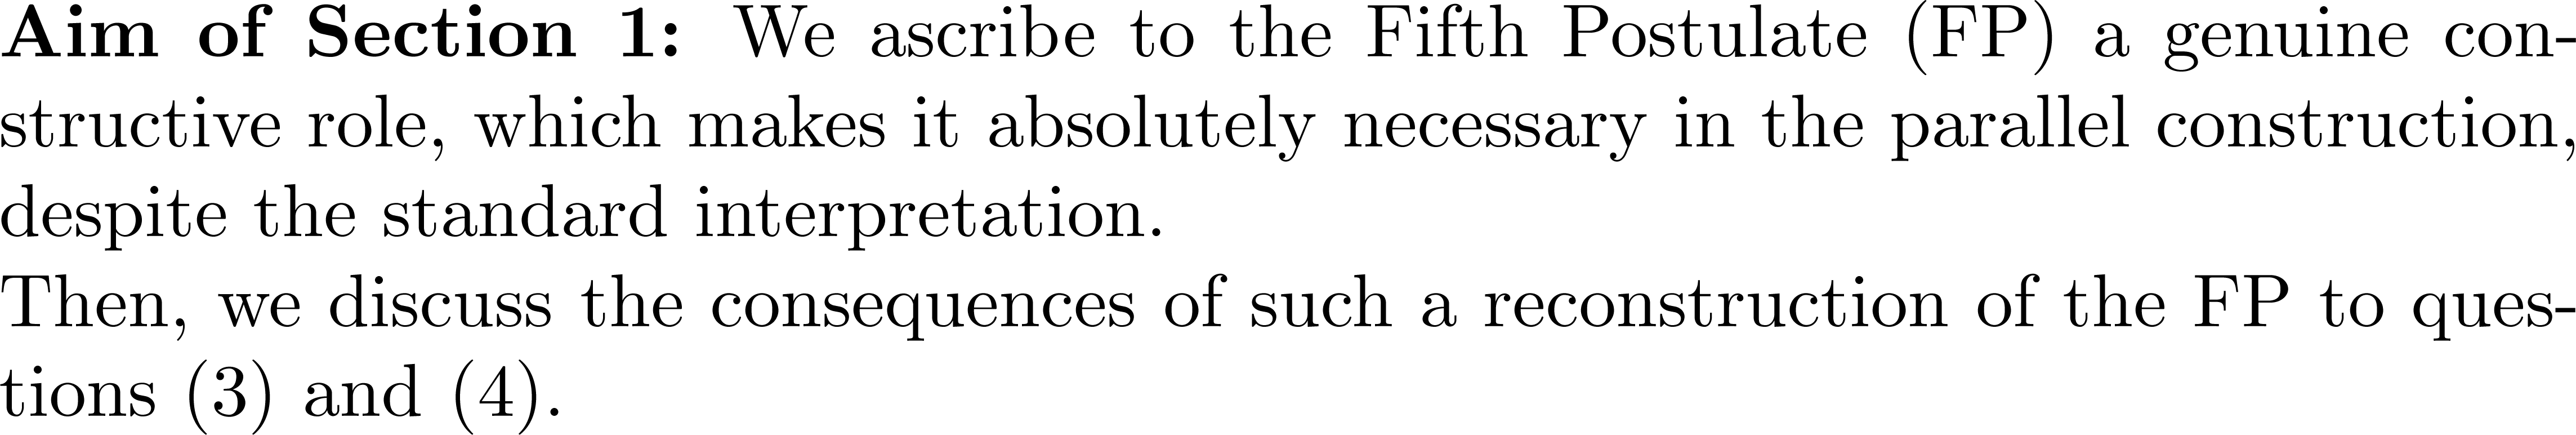 Aim of Section 1: We ascribe to the Fifth Postulate (FP) a genuine con-
structive role, which makes it absolutely necessary in the parallel construction,
despite the standard interpretation.
Then, we discuss the consequences of such a reconstruction of the FP to ques-
tions (3) and (4).